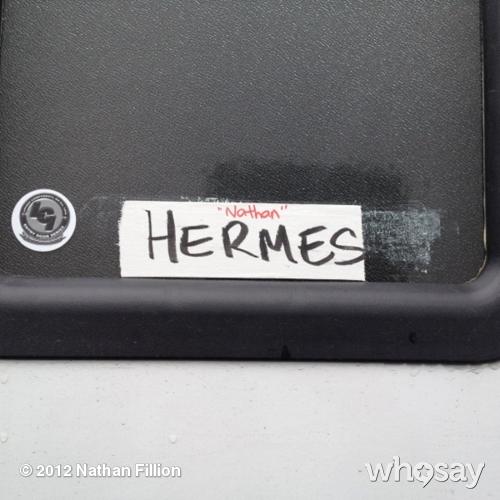 "Nathan"
HERMES
© 2012 Nathan Fillion
whosay